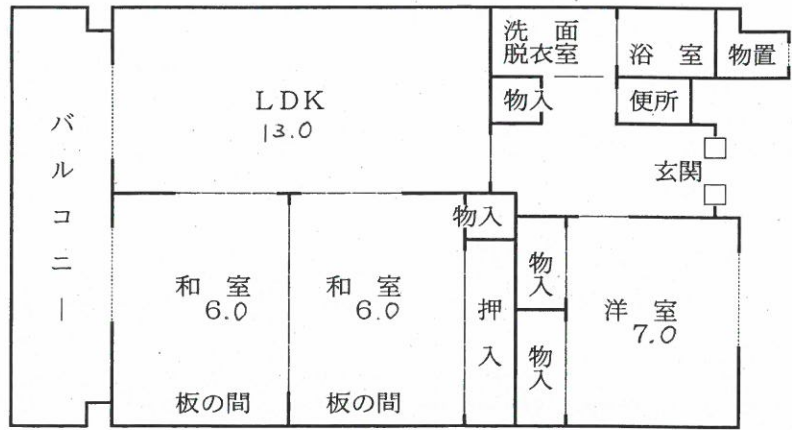 洗 面
脱衣室
浴 室
物置
LDK
13.0
物入
便所
バルコニー
玄関
物入
和 室
6.0
和 室
6.0
押入
物入
洋 室
7.0
物入
板の間
板の間